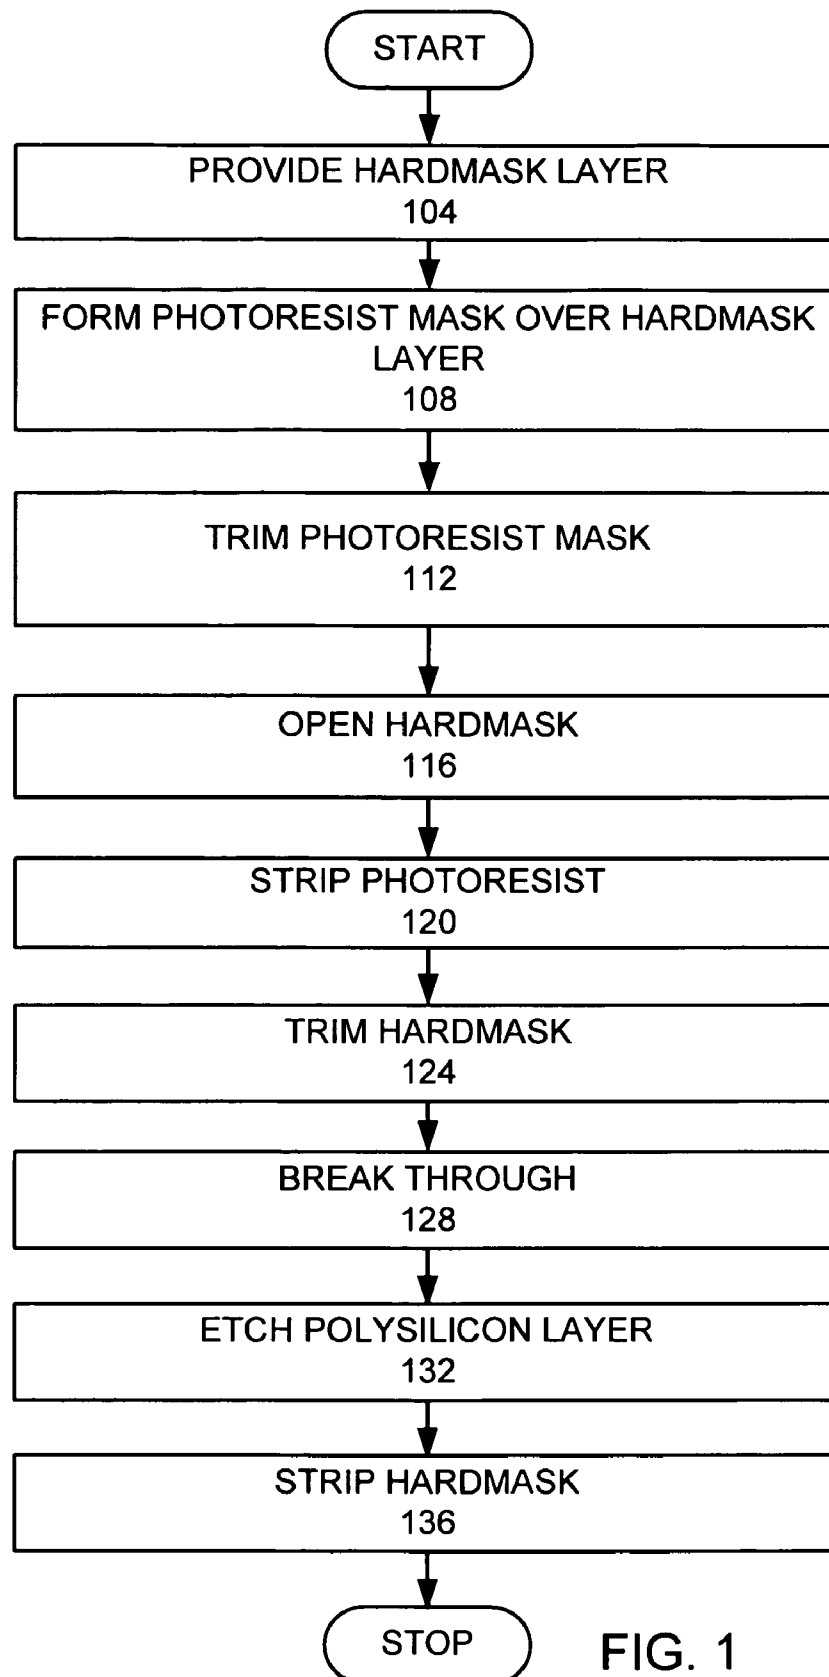 START
PROVIDE HARDMASK LAYER
104
FORM PHOTORESIST MASK OVER HARDMASK
LAYER
108
TRIM PHOTORESIST MASK
112
OPEN HARDMASK
116
STRIP PHOTORESIST
120
TRIM HARDMASK
124
BREAK THROUGH
128
ETCH POLYSILICON LAYER
132
STRIP HARDMASK
136
STOP
FIG. 1